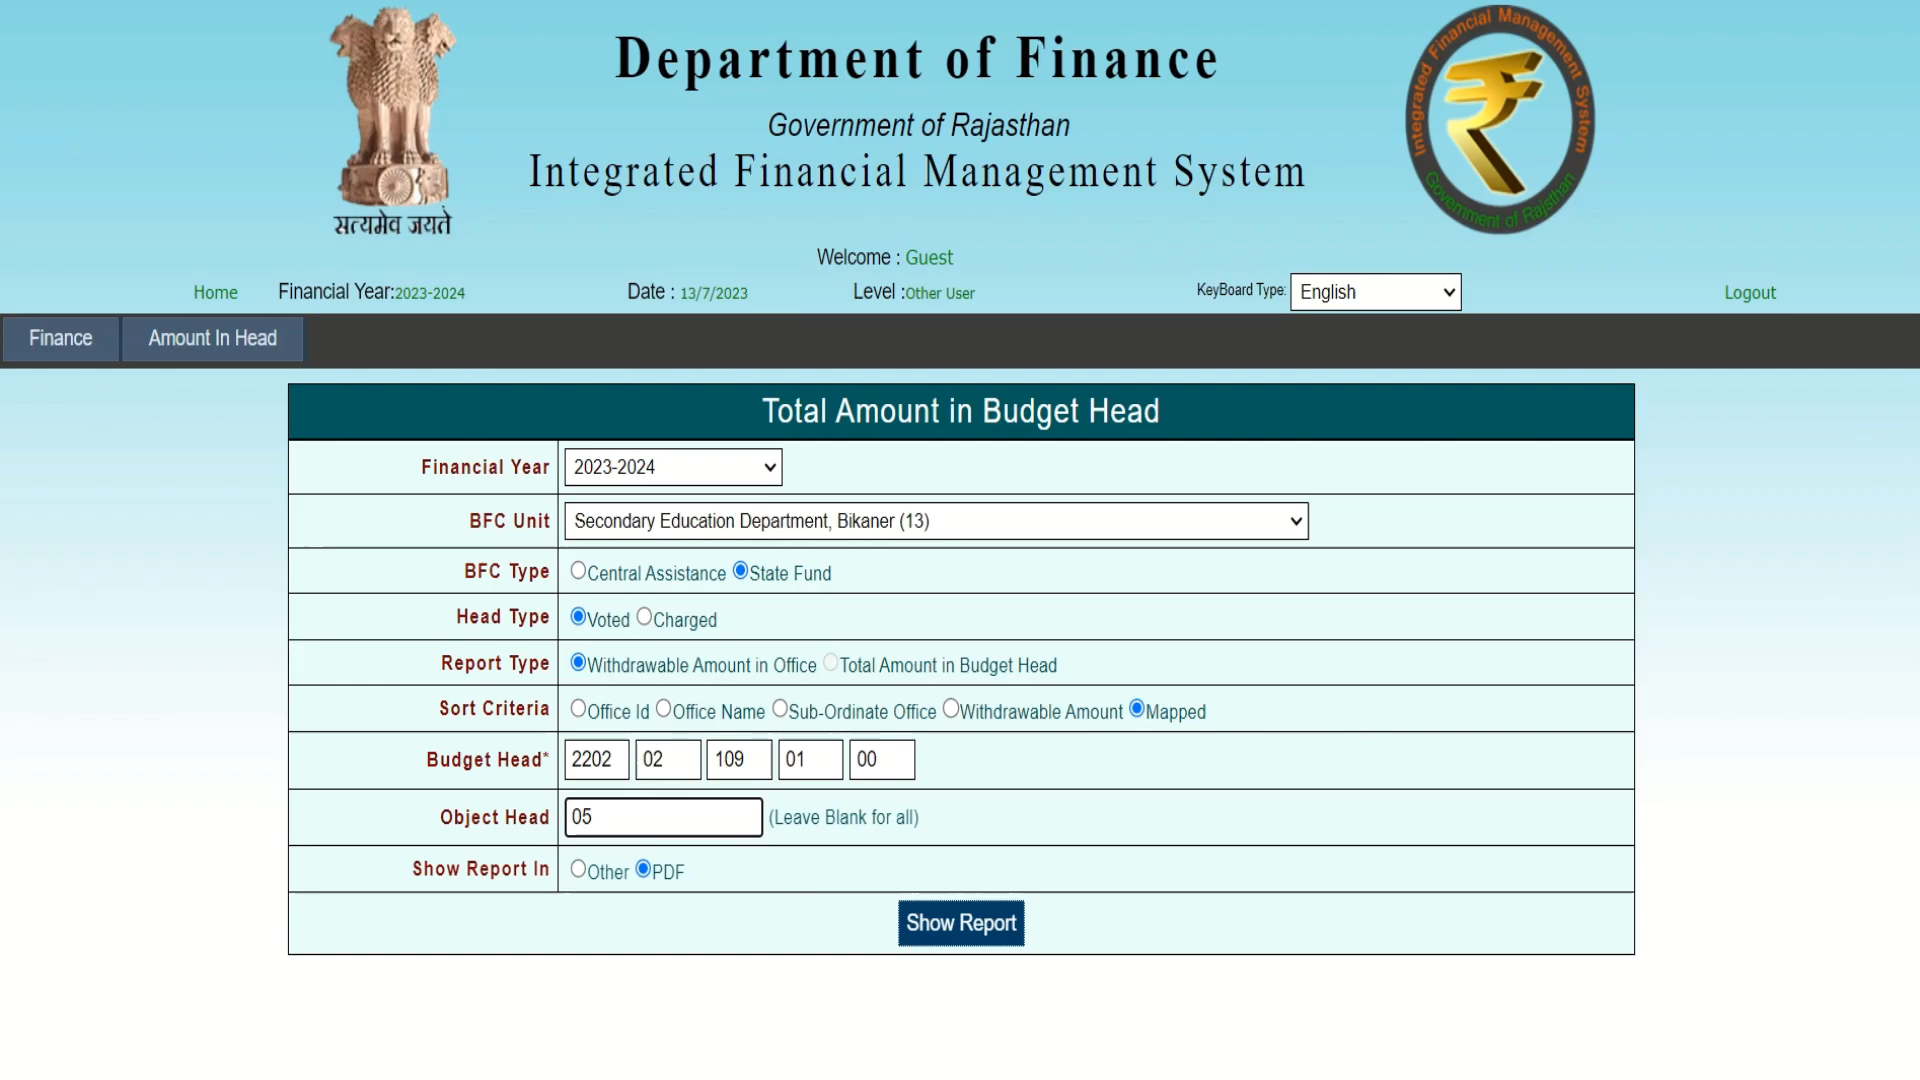 Department of Finance
Government of Rajasthan
Integrated Financial Management System
सत्यमेव जयते
Integrated Financial Management System
Government of Rajsthan
Welcome : Guest
Home Financial Year:2023-2024 Date : 13/7/2023 Level :Other User KeyBoard Type: English Logout
Finance Amount In Head
Total Amount in Budget Head
Financial Year 2023-2024
BFC Unit Secondary Education Department, Bikaner (13)
BFC Type Central Assistance State Fund
Head Type Voted Charged
Report Type Withdrawable Amount in Office Total Amount in Budget Head
Sort Criteria Office Id Office Name Sub-Ordinate Office Withdrawable Amount Mapped
Budget Head* 2202 02 109 01 00
Object Head 05 (Leave Blank for all)
Show Report In Other PDF
Show Report